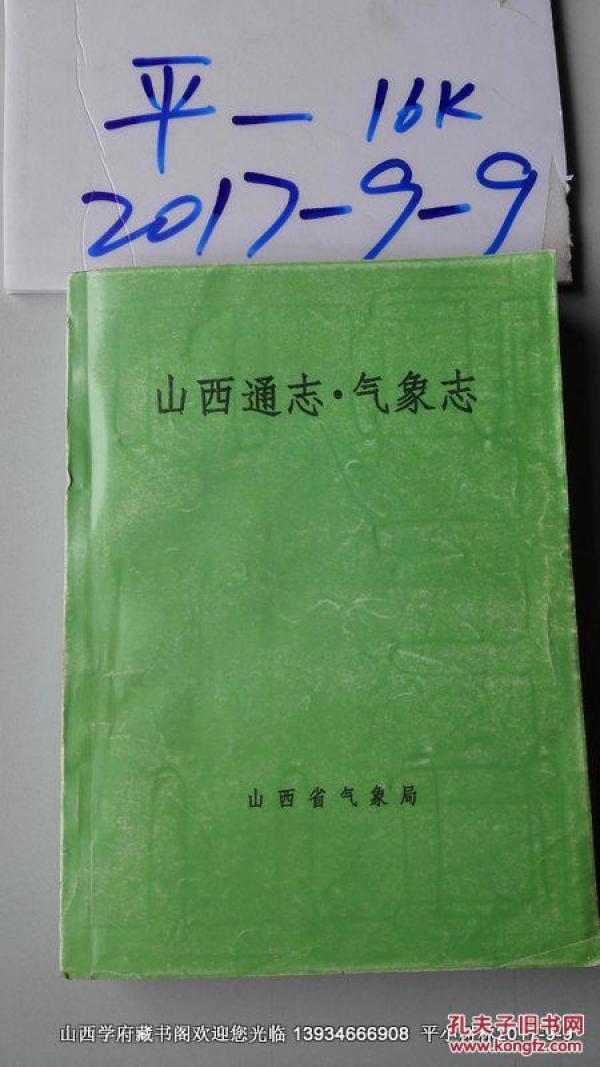 平一 16K
2017-9-9
山西通志·气象志
山西省气象局
山西学府藏书阁欢迎您光临 13934666908 平小
孔夫子旧书网
www.kongfz.com